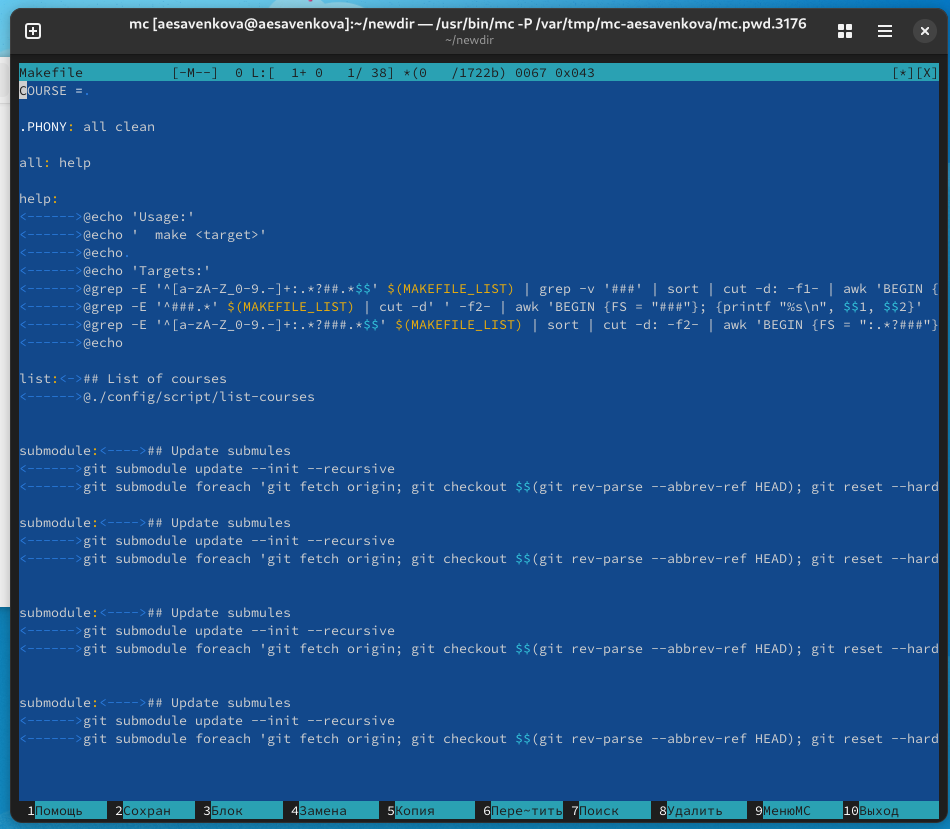 mc [aesavenkova@aesavenkova]:~/newdir — /usr/bin/mc -P /var/tmp/mc-aesavenkova/mc.pwd.3176
~/newdir
Makefile [-M--] 0 L:[ 1+ 0 1/ 38] *(0 /1722b) 0067 0x043 [*][X]
COURSE =.
.PHONY: all clean
all: help
help:
<------>@echo 'Usage:'
<------>@echo '  make <target>'
<------>@echo.
<------>@echo 'Targets:'
<------>@grep -E '^[a-zA-Z_0-9.-]+:.*?##.*$$' $(MAKEFILE_LIST) | grep -v '###' | sort | cut -d: -f1- | awk 'BEGIN {
<------>@grep -E '^###.*' $(MAKEFILE_LIST) | cut -d' ' -f2- | awk 'BEGIN {FS = "###"}; {printf "%s\n", $$1, $$2}'
<------>@grep -E '^[a-zA-Z_0-9.-]+:.*?###.*$$' $(MAKEFILE_LIST) | sort | cut -d: -f2- | awk 'BEGIN {FS = ":.*?###"}
<------>@echo
list:<->## List of courses
<------>@./config/script/list-courses
submodule:<---->## Update submules
<------>git submodule update --init --recursive
<------>git submodule foreach 'git fetch origin; git checkout $$(git rev-parse --abbrev-ref HEAD); git reset --hard
submodule:<---->## Update submules
<------>git submodule update --init --recursive
<------>git submodule foreach 'git fetch origin; git checkout $$(git rev-parse --abbrev-ref HEAD); git reset --hard
submodule:<---->## Update submules
<------>git submodule update --init --recursive
<------>git submodule foreach 'git fetch origin; git checkout $$(git rev-parse --abbrev-ref HEAD); git reset --hard
submodule:<---->## Update submules
<------>git submodule update --init --recursive
<------>git submodule foreach 'git fetch origin; git checkout $$(git rev-parse --abbrev-ref HEAD); git reset --hard
1Помощь 2Сохран 3Блок 4Замена 5Копия 6Пере~тить 7Поиск 8Удалить 9МенюMC 10Выход